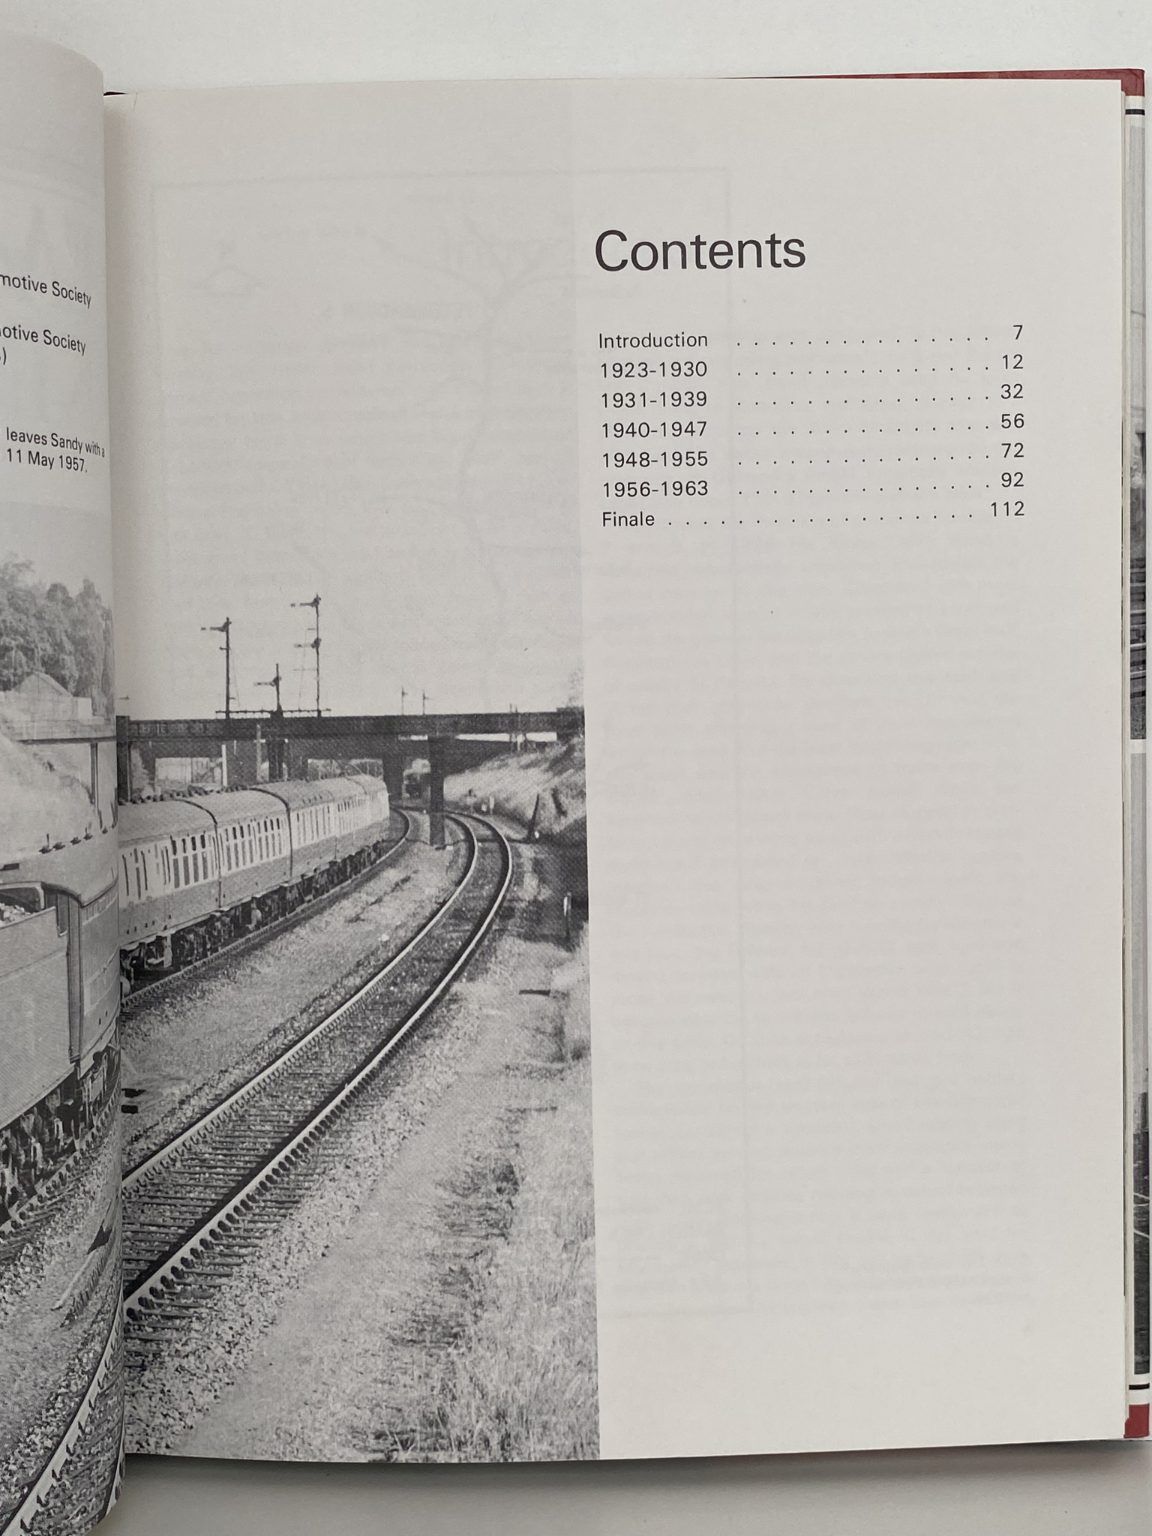 motive Society
otive Society
)
leaves Sandy with a
11 May 1957.
Contents
Introduction . . . . . . . . . . . . . . . 7
1923-1930 . . . . . . . . . . . . . . . 12
1931-1939 . . . . . . . . . . . . . . . 32
1940-1947 . . . . . . . . . . . . . . . 56
1948-1955 . . . . . . . . . . . . . . . 72
1956-1963 . . . . . . . . . . . . . . . 92
Finale . . . . . . . . . . . . . . . . . . 112